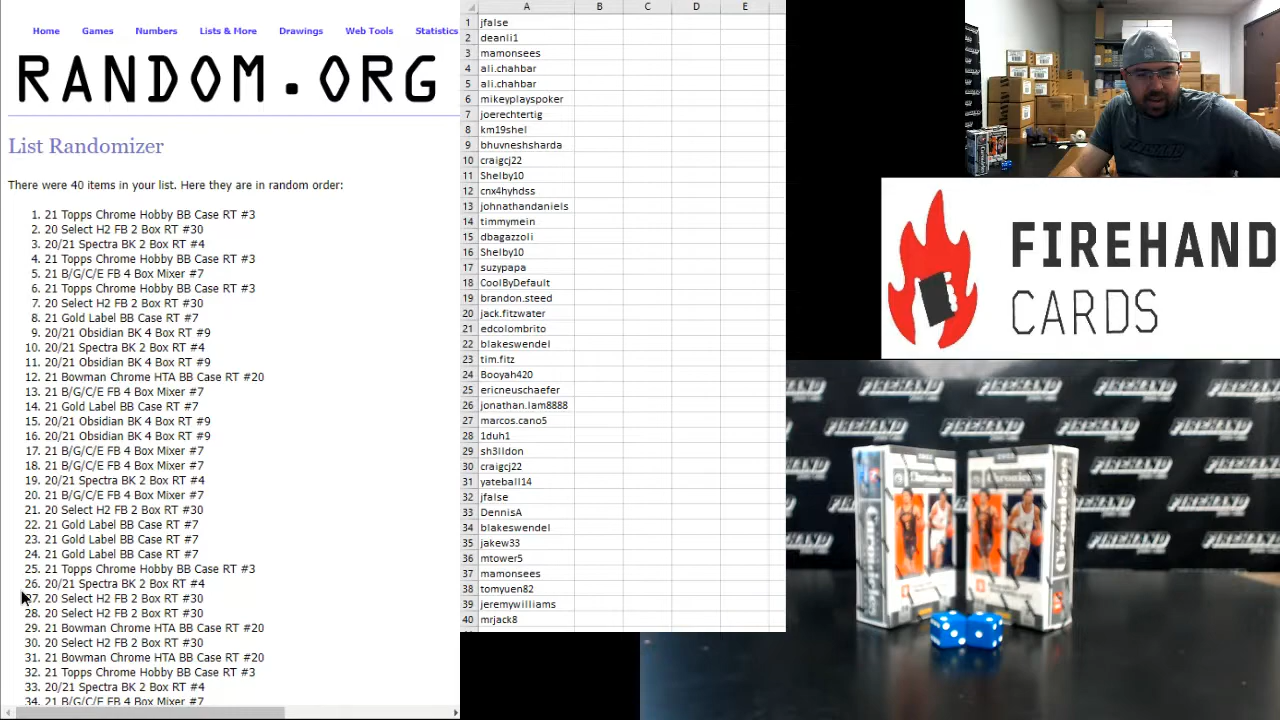 Home Games Numbers Lists & More Drawings Web Tools Statistics
RANDOM.ORG
List Randomizer
There were 40 items in your list. Here they are in random order:
1. 21 Topps Chrome Hobby BB Case RT #3
2. 20 Select H2 FB 2 Box RT #30
3. 20/21 Spectra BK 2 Box RT #4
4. 21 Topps Chrome Hobby BB Case RT #3
5. 21 B/G/C/E FB 4 Box Mixer #7
6. 21 Topps Chrome Hobby BB Case RT #3
7. 20 Select H2 FB 2 Box RT #30
8. 21 Gold Label BB Case RT #7
9. 20/21 Obsidian BK 4 Box RT #9
10. 20/21 Spectra BK 2 Box RT #4
11. 20/21 Obsidian BK 4 Box RT #9
12. 21 Bowman Chrome HTA BB Case RT #20
13. 21 B/G/C/E FB 4 Box Mixer #7
14. 21 Gold Label BB Case RT #7
15. 20/21 Obsidian BK 4 Box RT #9
16. 20/21 Obsidian BK 4 Box RT #9
17. 21 B/G/C/E FB 4 Box Mixer #7
18. 21 B/G/C/E FB 4 Box Mixer #7
19. 20/21 Spectra BK 2 Box RT #4
20. 21 B/G/C/E FB 4 Box Mixer #7
21. 20 Select H2 FB 2 Box RT #30
22. 21 Gold Label BB Case RT #7
23. 21 Gold Label BB Case RT #7
24. 21 Gold Label BB Case RT #7
25. 21 Topps Chrome Hobby BB Case RT #3
26. 20/21 Spectra BK 2 Box RT #4
27. 20 Select H2 FB 2 Box RT #30
28. 20 Select H2 FB 2 Box RT #30
29. 21 Bowman Chrome HTA BB Case RT #20
30. 20 Select H2 FB 2 Box RT #30
31. 21 Bowman Chrome HTA BB Case RT #20
32. 21 Topps Chrome Hobby BB Case RT #3
33. 20/21 Spectra BK 2 Box RT #4
34. 21 B/G/C/E FB 4 Box Mixer #7
A B C D E
1 jfalse
2 deanli1
3 mamonsees
4 ali.chahbar
5 ali.chahbar
6 mikeyplayspoker
7 joerechtertig
8 km19shel
9 bhuvneshsharda
10 craigcj22
11 Shelby10
12 cnx4hyhdss
13 johnathandaniels
14 timmymein
15 dbagazzoli
16 Shelby10
17 suzypapa
18 CoolByDefault
19 brandon.steed
20 jack.fitzwater
21 edcolombrito
22 blakeswendel
23 tim.fitz
24 Booyah420
25 ericneuschaefer
26 jonathan.lam8888
27 marcos.cano5
28 1duh1
29 sh3ildon
30 craigcj22
31 yateball14
32 jfalse
33 DennisA
34 blakeswendel
35 jakew33
36 mtower5
37 mamonsees
38 tomyuen82
39 jeremywilliams
40 mrjack8
FIREHAND
CARDS
FIREHAND
Chronicles
Chronicles